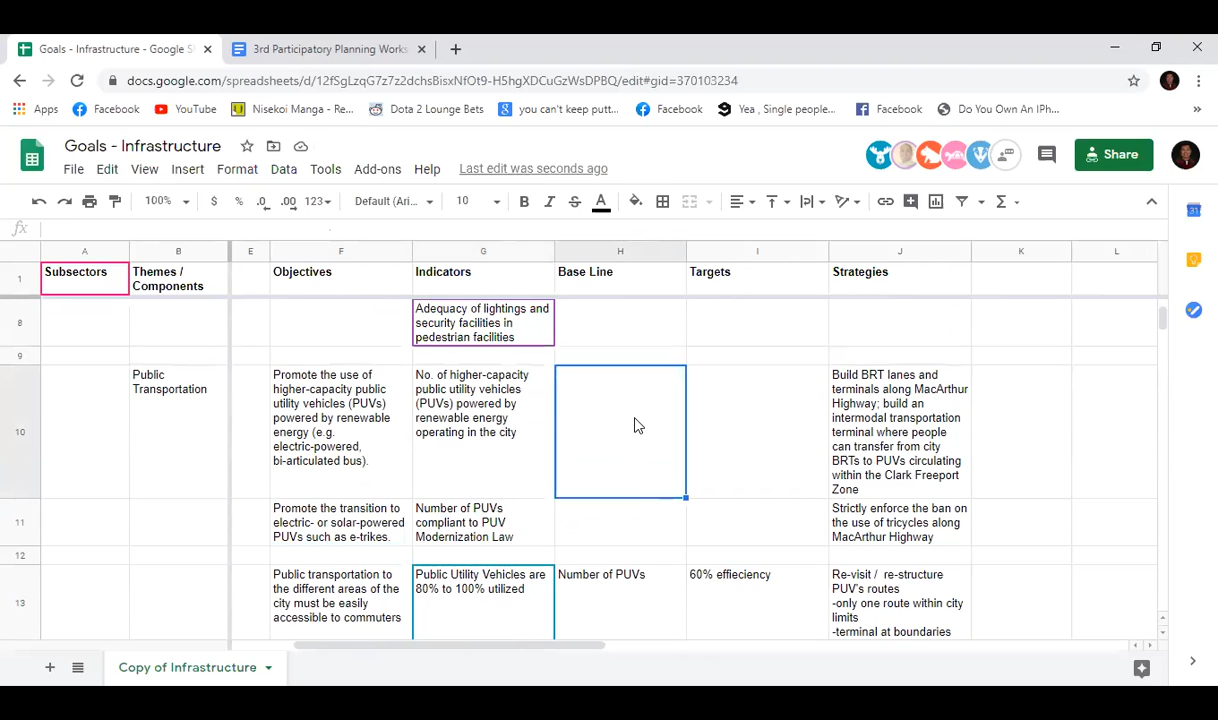 Goals - Infrastructure - Google S
3rd Participatory Planning Works
docs.google.com/spreadsheets/d/12fSgLzqG7z7z2dchsBisxNfOt9-H5hgXDCuGzWsDPBQ/edit#gid=370103234
Apps
Facebook
YouTube
Nisekoi Manga - Re...
Dota 2 Lounge Bets
you can't keep putt...
Facebook
Yea , Single people...
Facebook
Do You Own An IPh...
»
Goals - Infrastructure
File
Edit
View
Insert
Format
Data
Tools
Add-ons
Help
Last edit was seconds ago
Share
100%
$
%
.0
.00
123
Default (Ari...
10
B
I
S
A
fx
31
A
B
E
F
G
H
I
J
K
L
1
Subsectors
Themes /
Components
Objectives
Indicators
Base Line
Targets
Strategies
8
Adequacy of lightings and
security facilities in
pedestrian facilities
9
10
Public
Transportation
Promote the use of
higher-capacity public
utility vehicles (PUVs)
powered by renewable
energy (e.g.
electric-powered,
bi-articulated bus).
No. of higher-capacity
public utility vehicles
(PUVs) powered by
renewable energy
operating in the city
Build BRT lanes and
terminals along MacArthur
Highway; build an
intermodal transportation
terminal where people
can transfer from city
BRTs to PUVs circulating
within the Clark Freeport
Zone
11
Promote the transition to
electric- or solar-powered
PUVs such as e-trikes.
Number of PUVs
compliant to PUV
Modernization Law
Strictly enforce the ban on
the use of tricycles along
MacArthur Highway
12
13
Public transportation to
the different areas of the
city must be easily
accessible to commuters
Public Utility Vehicles are
80% to 100% utilized
Number of PUVs
60% effieciency
Re-visit / re-structure
PUV's routes
-only one route within city
limits
-terminal at boundaries
Copy of Infrastructure